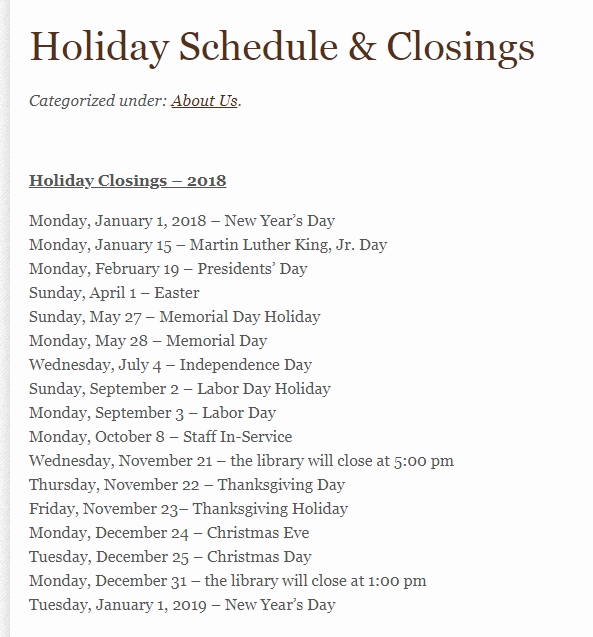 Holiday Schedule & Closings
Categorized under: About Us.
Holiday Closings – 2018
Monday, January 1, 2018 – New Year’s Day
Monday, January 15 – Martin Luther King, Jr. Day
Monday, February 19 – Presidents’ Day
Sunday, April 1 – Easter
Sunday, May 27 – Memorial Day Holiday
Monday, May 28 – Memorial Day
Wednesday, July 4 – Independence Day
Sunday, September 2 – Labor Day Holiday
Monday, September 3 – Labor Day
Monday, October 8 – Staff In-Service
Wednesday, November 21 – the library will close at 5:00 pm
Thursday, November 22 – Thanksgiving Day
Friday, November 23– Thanksgiving Holiday
Monday, December 24 – Christmas Eve
Tuesday, December 25 – Christmas Day
Monday, December 31 – the library will close at 1:00 pm
Tuesday, January 1, 2019 – New Year’s Day